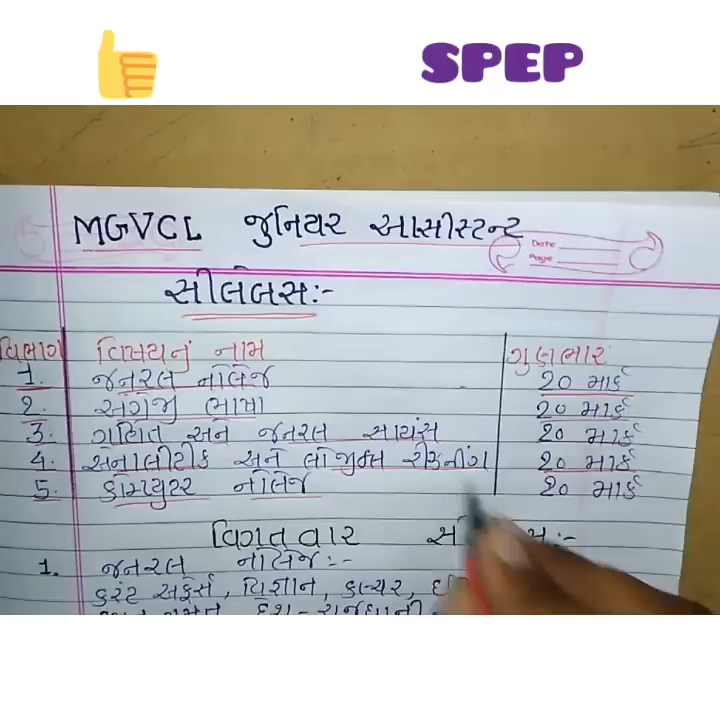 SPEP
MGVCL જુનિયર આસીસ્ટન્ટ
Date
Page
સીલેબસ:-
વિભાગ વિષયનું નામ ગુણભાર
1. જનરલ નોલેજ 20 માર્ક
2. અંગ્રેજી ભાષા 20 માર્ક
3. ગણિત અને જનરલ સાયંસ 20 માર્ક
4. એનાલીટીક અને લોજીકલ રીઝનીંગ 20 માર્ક
5. કોમ્પ્યુટર નોલેજ 20 માર્ક
વિગતવાર
1. જનરલ નોલેજ:-
કરંટ અફેર્સ, વિજ્ઞાન, કલ્ચર,
દેશ-રાજધાની